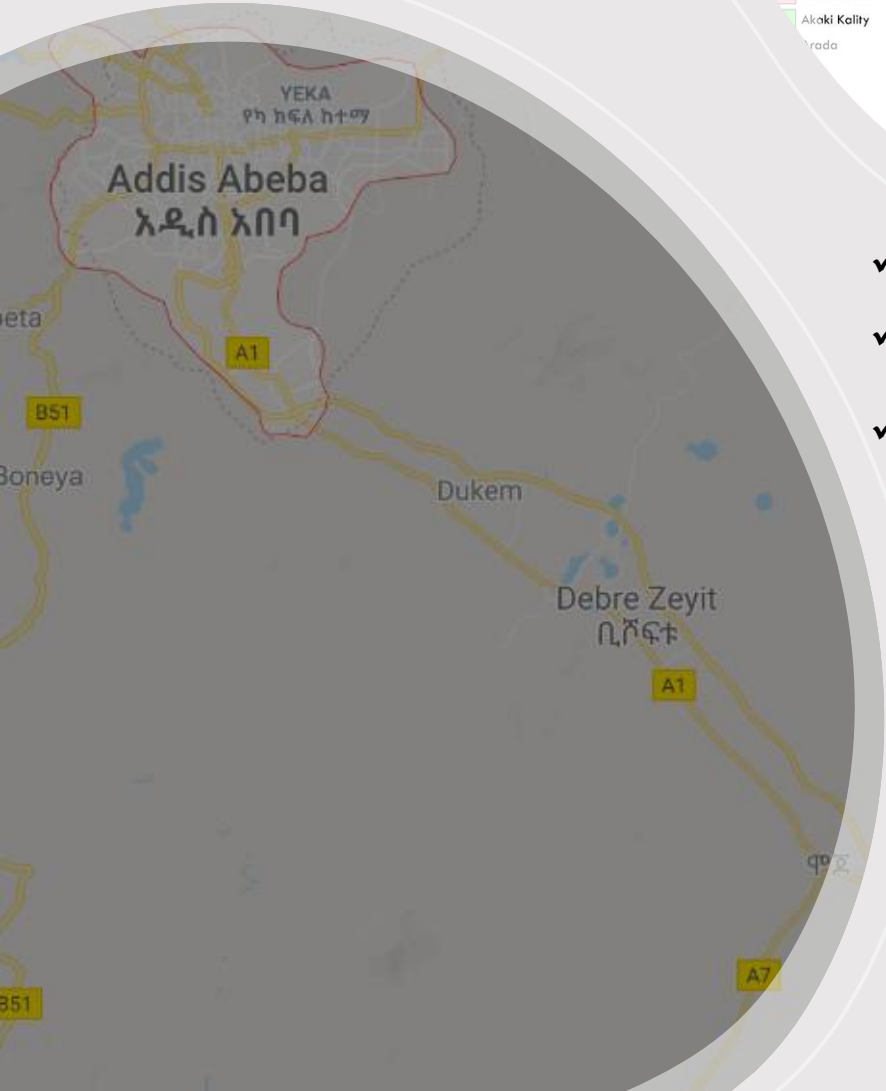 Akaki Kality
YEKA
የካ ክፍለ ከተማ
Addis Abeba
አዲስ አበባ
A1
B51
Dukem
Debre Zeyit
ቢሾፍቱ
A1
ሞጆ
A7
B51